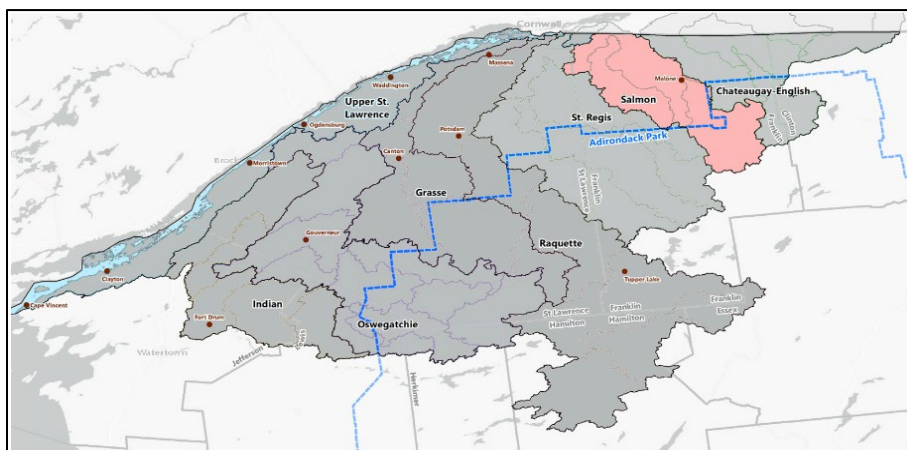 Cornwall
Massena
Waddington
Malone
Chateaugay-English
Upper St.
Lawrence
Salmon
Ogdensburg
St. Regis
Clinton
Franklin
Potsdam
Adirondack Park
Morristown
Canton
Franklin
St Lawrence
Grasse
Gouverneur
Raquette
Clayton
Tupper Lake
Cape Vincent
Indian
St Lawrence
Hamilton
Franklin
Hamilton
Franklin
Essex
Fort Drum
Oswegatchie
Lewis
Watertown
Jefferson
Herkimer